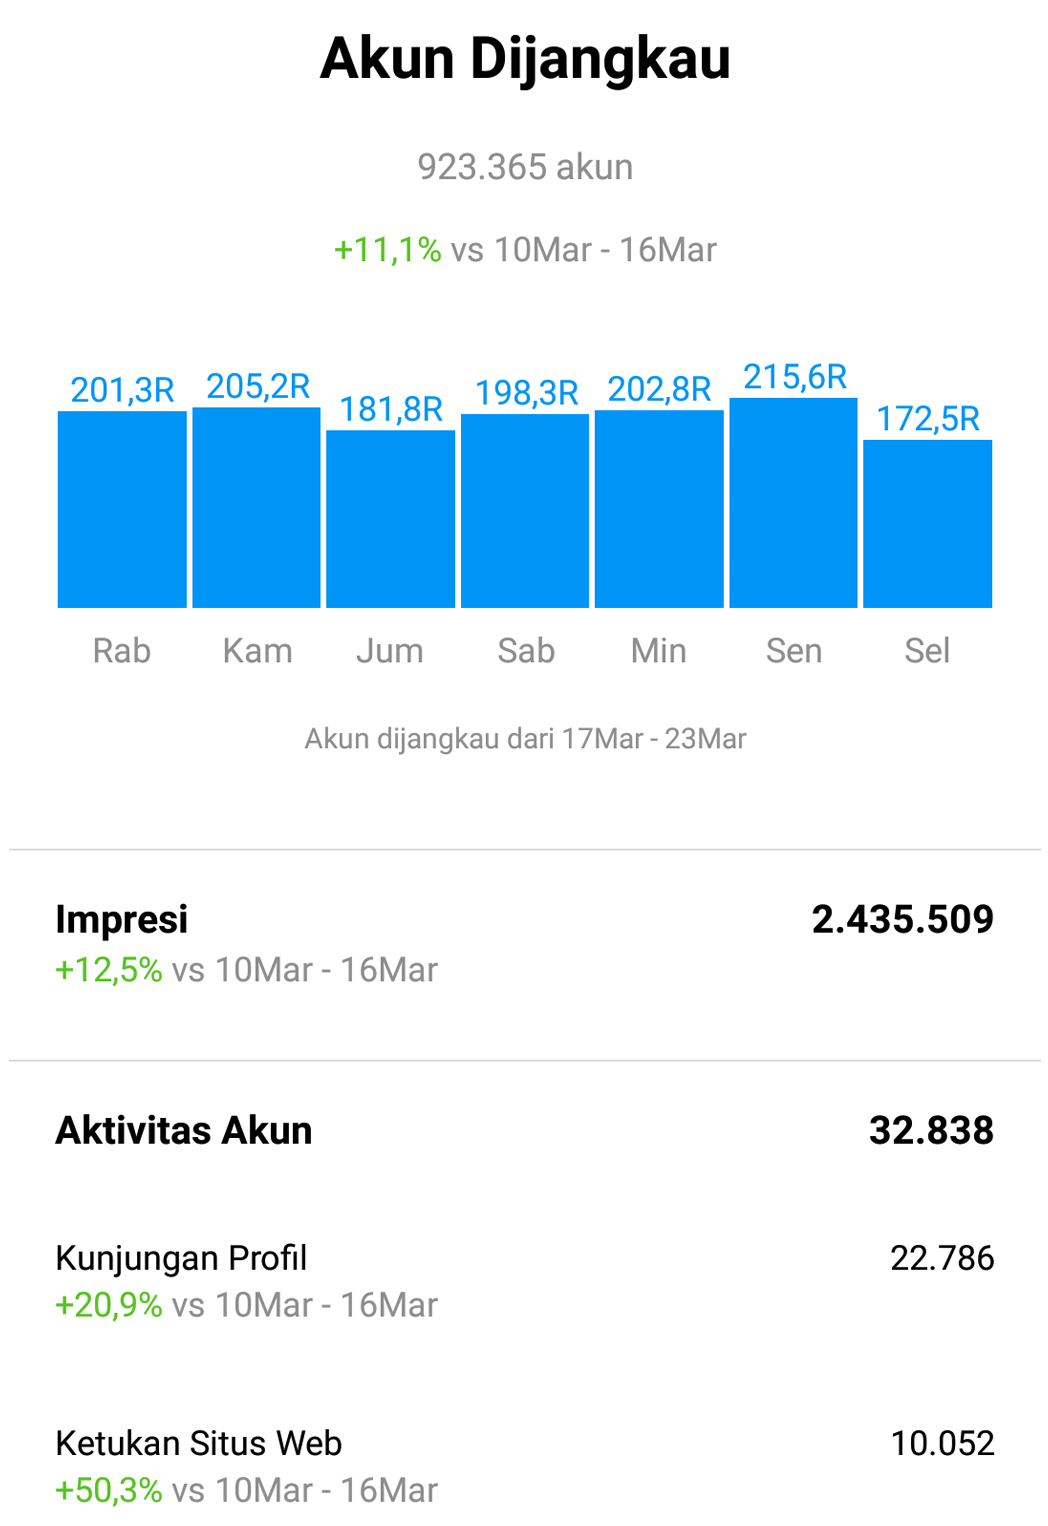 Akun Dijangkau
923.365 akun
+11,1% vs 10Mar - 16Mar
201,3R 205,2R 181,8R 198,3R 202,8R 215,6R 172,5R
Rab Kam Jum Sab Min Sen Sel
Akun dijangkau dari 17Mar - 23Mar
Impresi 2.435.509
+12,5% vs 10Mar - 16Mar
Aktivitas Akun 32.838
Kunjungan Profil 22.786
+20,9% vs 10Mar - 16Mar
Ketukan Situs Web 10.052
+50,3% vs 10Mar - 16Mar